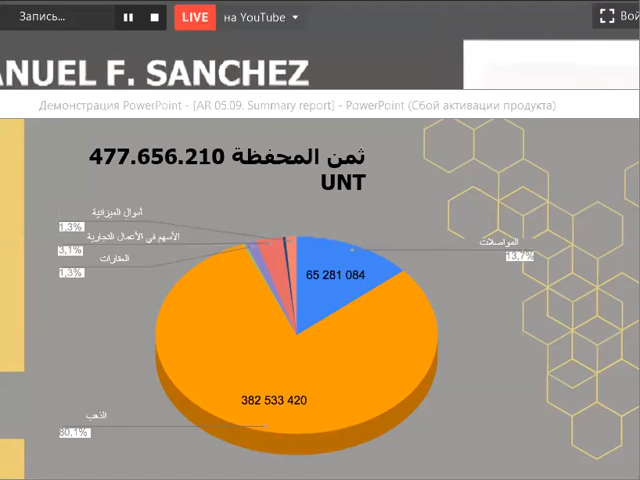 Запись...
LIVE на YouTube
Вой
ANUEL F. SANCHEZ
Демонстрация PowerPoint - [AR 05.09. Summary report] - PowerPoint (Сбой активации продукта)
ثمن المحفظة 477.656.210
UNT
أموال الميزانية
1,3%
الأسهم في الأعمال التجارية
3,1%
العقارات
1,3%
المواصلات
13,7%
65 281 084
382 533 420
الذهب
80,1%